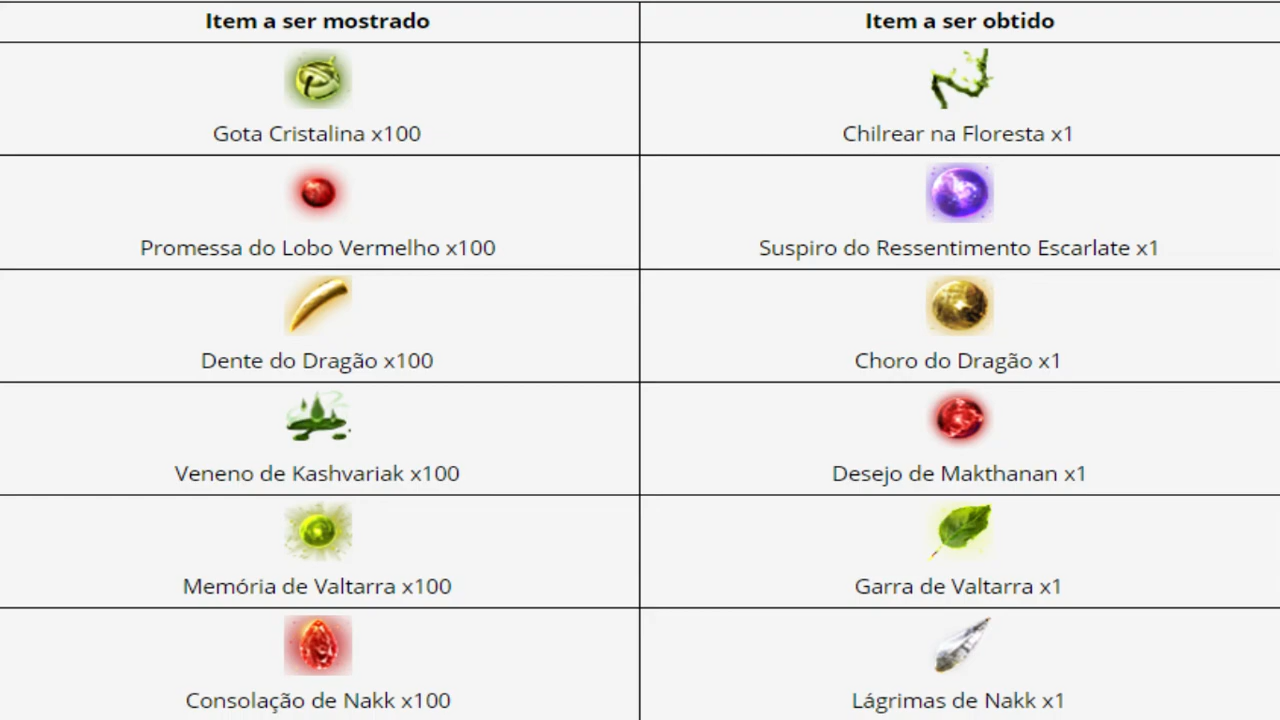 Item a ser mostrado
Item a ser obtido
Gota Cristalina x100
Chilrear na Floresta x1
Promessa do Lobo Vermelho x100
Suspiro do Ressentimento Escarlate x1
Dente do Dragão x100
Choro do Dragão x1
Veneno de Kashvariak x100
Desejo de Makthanan x1
Memória de Valtarra x100
Garra de Valtarra x1
Consolação de Nakk x100
Lágrimas de Nakk x1